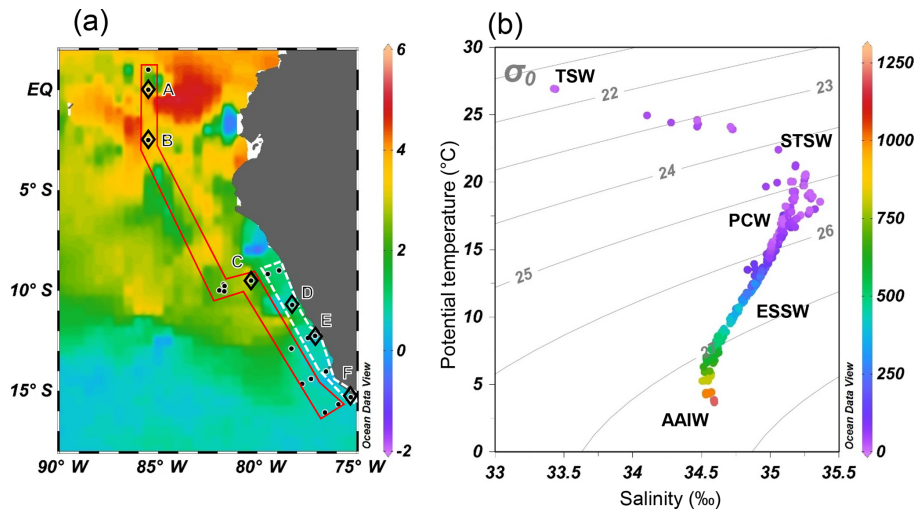 (a)
EQ
5° S
10° S
15° S
90° W
85° W
80° W
75° W
A
B
C
D
E
F
6
4
2
0
-2
Ocean Data View
(b)
Potential temperature (°C)
30
25
20
15
10
5
0
33
33.5
34
34.5
35
35.5
Salinity (‰)
σ0
TSW
STSW
PCW
ESSW
AAIW
22
23
24
25
26
1250
1000
750
500
250
0
Ocean Data View